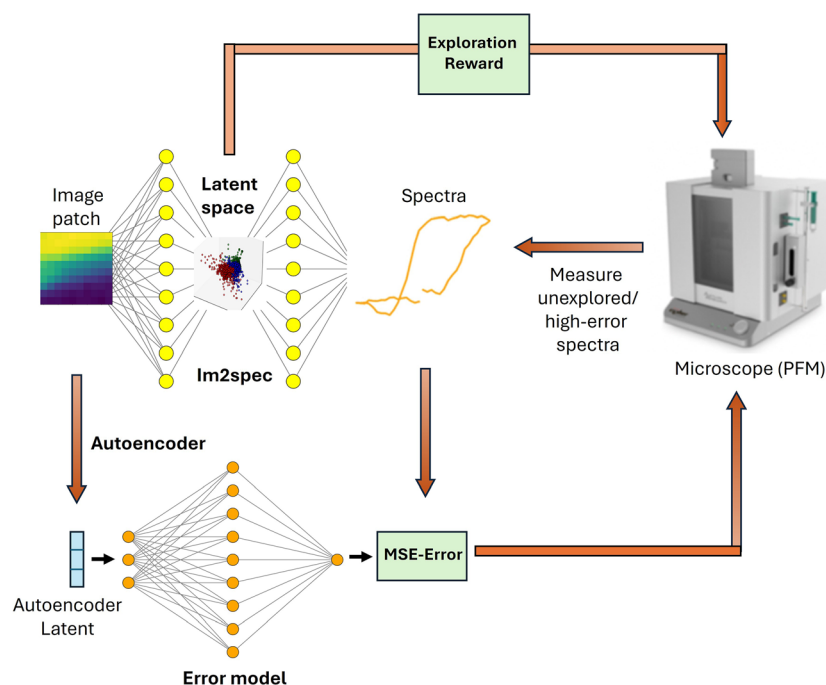 Exploration
Reward
Image
patch
Latent
space
Spectra
Measure
unexplored/
high-error
spectra
Microscope (PFM)
Im2spec
Autoencoder
MSE-Error
Autoencoder
Latent
Error model